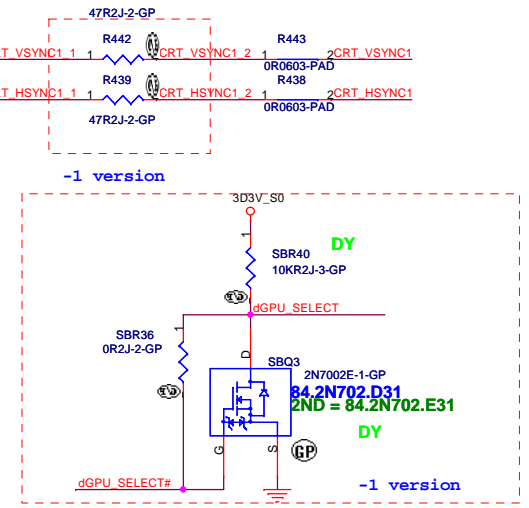 47R2J-2-GP
R442 R443
RT_VSYNC1_1 1 2 CRT_VSYNC1_2 1 2 CRT_VSYNC1
0R0603-PAD
R439 R438
RT_HSYNC1_1 1 2 CRT_HSYNC1_2 1 2 CRT_HSYNC1
0R0603-PAD
47R2J-2-GP
-1 version
3D3V_S0
1
DY
SBR40
10KR2J-3-GP
2
dGPU_SELECT
1
SBR36
0R2J-2-GP
2
D
SBQ3
2N7002E-1-GP
84.2N702.D31
2ND = 84.2N702.E31
DY
G S
GP
dGPU_SELECT#
-1 version